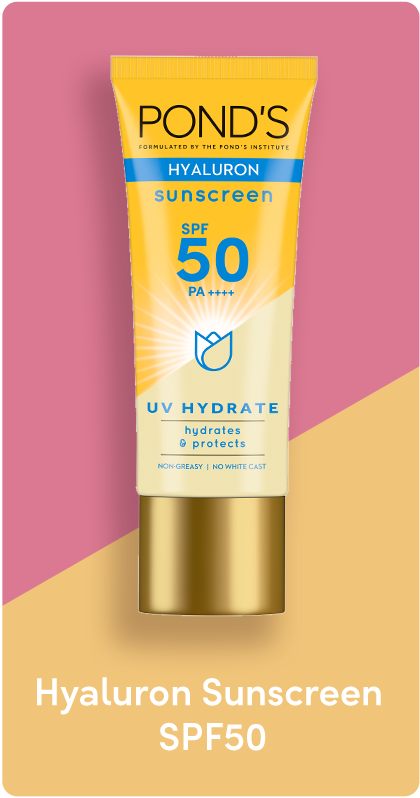 POND'S
FORMULATED BY THE POND'S INSTITUTE
HYALURON
sunscreen
SPF
50
PA ++++
UV HYDRATE
hydrates
& protects
NON-GREASY | NO WHITE CAST
Hyaluron Sunscreen
SPF50